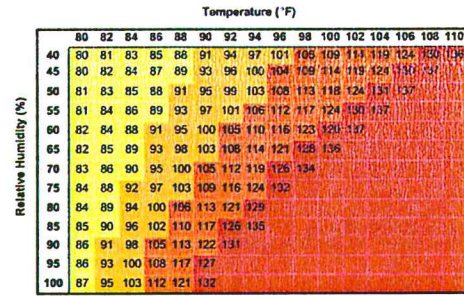 Temperature (°F)
80 82 84 86 88 90 92 94 96 98 100 102 104 106 108 110
Relative Humidity (%)
40 80 81 83 85 88 91 94 97 101 105 109 114 119 124 130 136
45 80 82 84 87 89 93 96 100 104 109 114 119 124 130 137
50 81 83 85 88 91 95 99 103 108 113 118 124 131 137
55 81 84 86 89 93 97 101 106 112 117 124 130 137
60 82 84 88 91 95 100 105 110 116 123 129 137
65 82 85 89 93 98 103 108 114 121 128 136
70 83 86 90 95 100 105 112 119 126 134
75 84 88 92 97 103 109 116 124 132
80 84 89 94 100 106 113 121 129
85 85 90 96 102 110 117 126 135
90 86 91 98 105 113 122 131
95 86 93 100 108 117 127
100 87 95 103 112 121 132